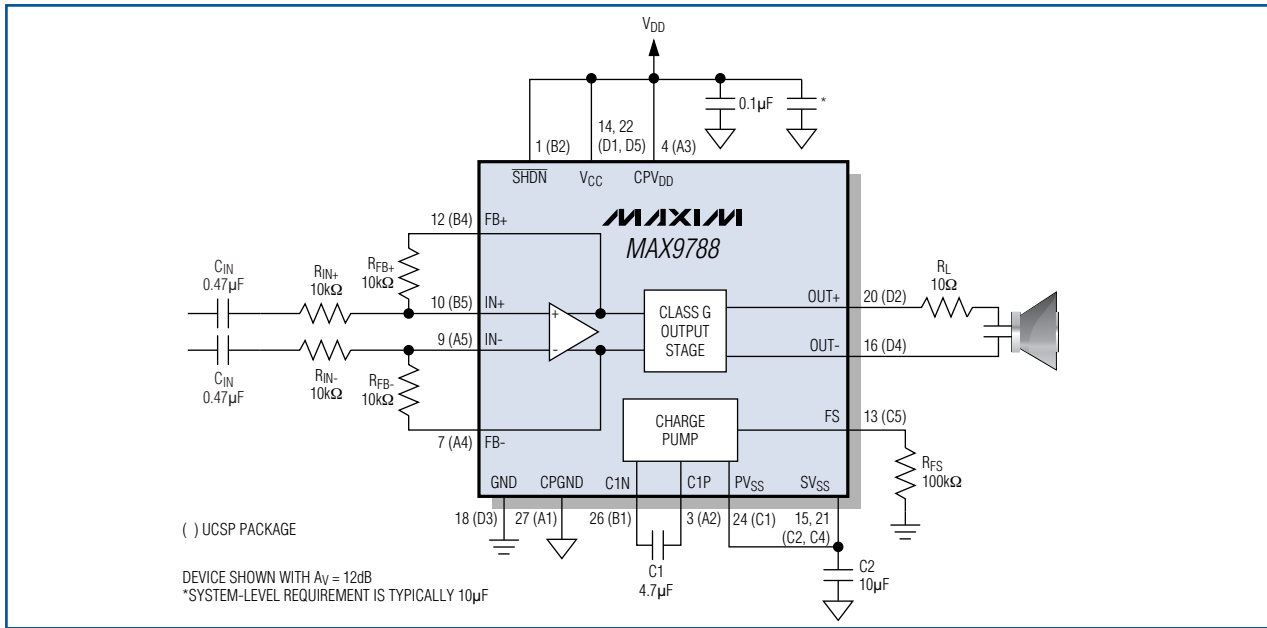 VDD
0.1µF
*
14, 22
(D1, D5)
1 (B2)
4 (A3)
SHDN
VCC
CPVDD
MAXIM
MAX9788
12 (B4)
FB+
CIN
0.47µF
RIN+
10kΩ
RFB+
10kΩ
10 (B5)
IN+
+
9 (A5)
IN-
-
CIN
0.47µF
RIN-
10kΩ
RFB-
10kΩ
7 (A4)
FB-
CLASS G
OUTPUT
STAGE
OUT+
20 (D2)
RL
10Ω
OUT-
16 (D4)
CHARGE
PUMP
FS
13 (C5)
RFS
100kΩ
GND
CPGND
C1N
C1P
PVSS
SVSS
18 (D3)
27 (A1)
26 (B1)
3 (A2)
24 (C1)
15, 21
(C2, C4)
C1
4.7µF
C2
10µF
( ) UCSP PACKAGE
DEVICE SHOWN WITH AV = 12dB
*SYSTEM-LEVEL REQUIREMENT IS TYPICALLY 10µF